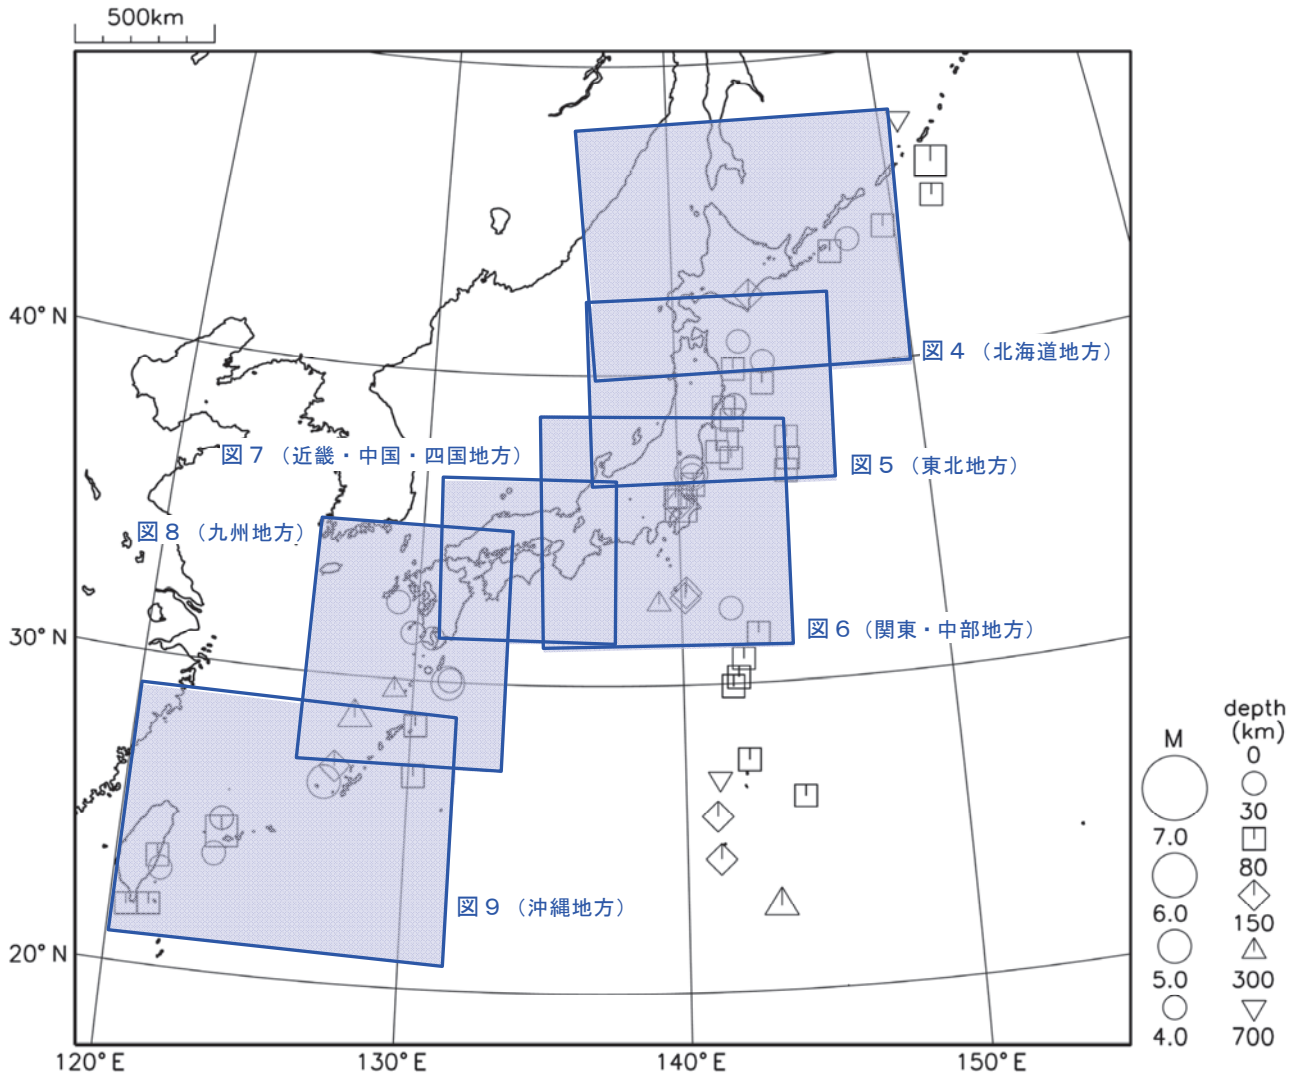 500km
40° N
30° N
20° N
120° E
130° E
140° E
150° E
図４（北海道地方）
図５（東北地方）
図７（近畿・中国・四国地方）
図８（九州地方）
図６（関東・中部地方）
図９（沖縄地方）
M
7.0
6.0
5.0
4.0
depth
(km)
0
30
80
150
300
700